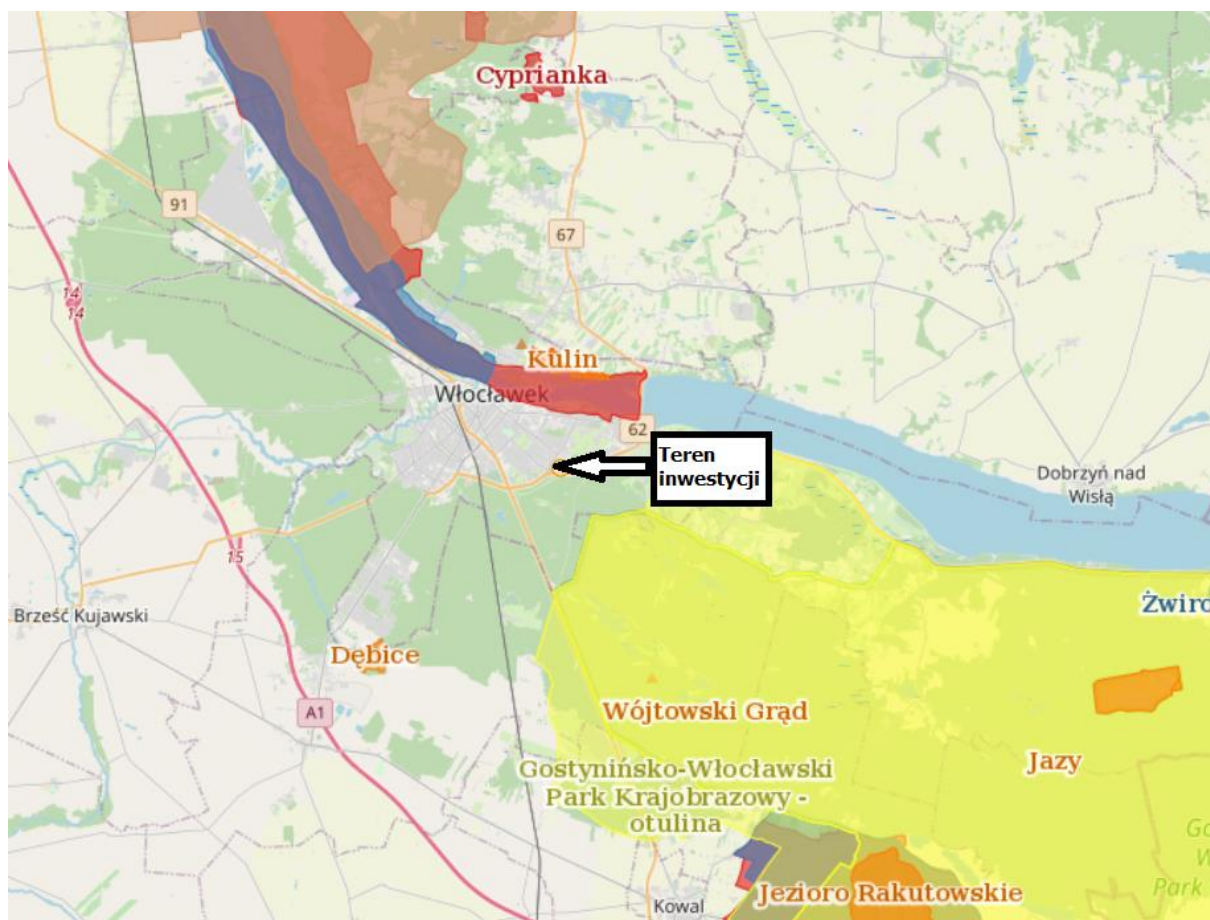 Cyprianka
91
67
14
14
Kulin
Włocławek
62
Teren
inwestycji
Dobrzyń nad
Wisłą
15
Brześć Kujawski
Żwiro
Dębice
A1
Wójtowski Grąd
Jazy
Gostynińsko-Włocławski
Park Krajobrazowy -
otulina
Go
W
Park
Jezioro Rakutowskie
Kowal